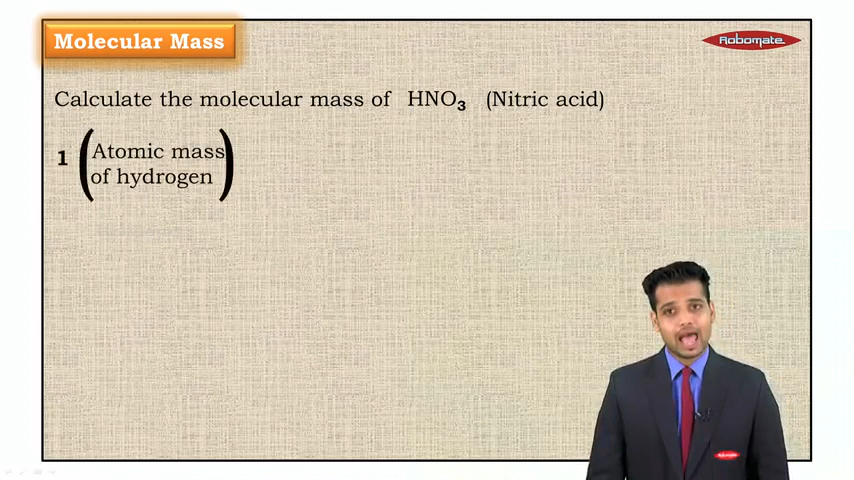 Molecular Mass
Robomate
Calculate the molecular mass of HNO₃ (Nitric acid)
1 (Atomic mass
of hydrogen)